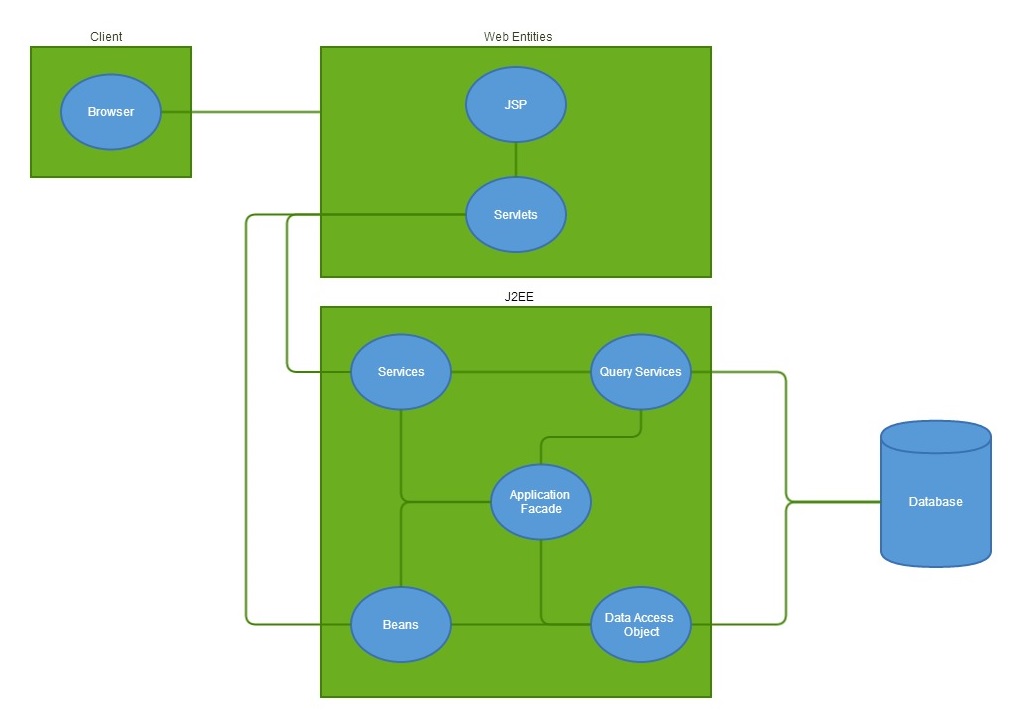 Client
Web Entities
Browser
JSP
Servlets
J2EE
Services
Query Services
Application
Facade
Database
Beans
Data Access
Object